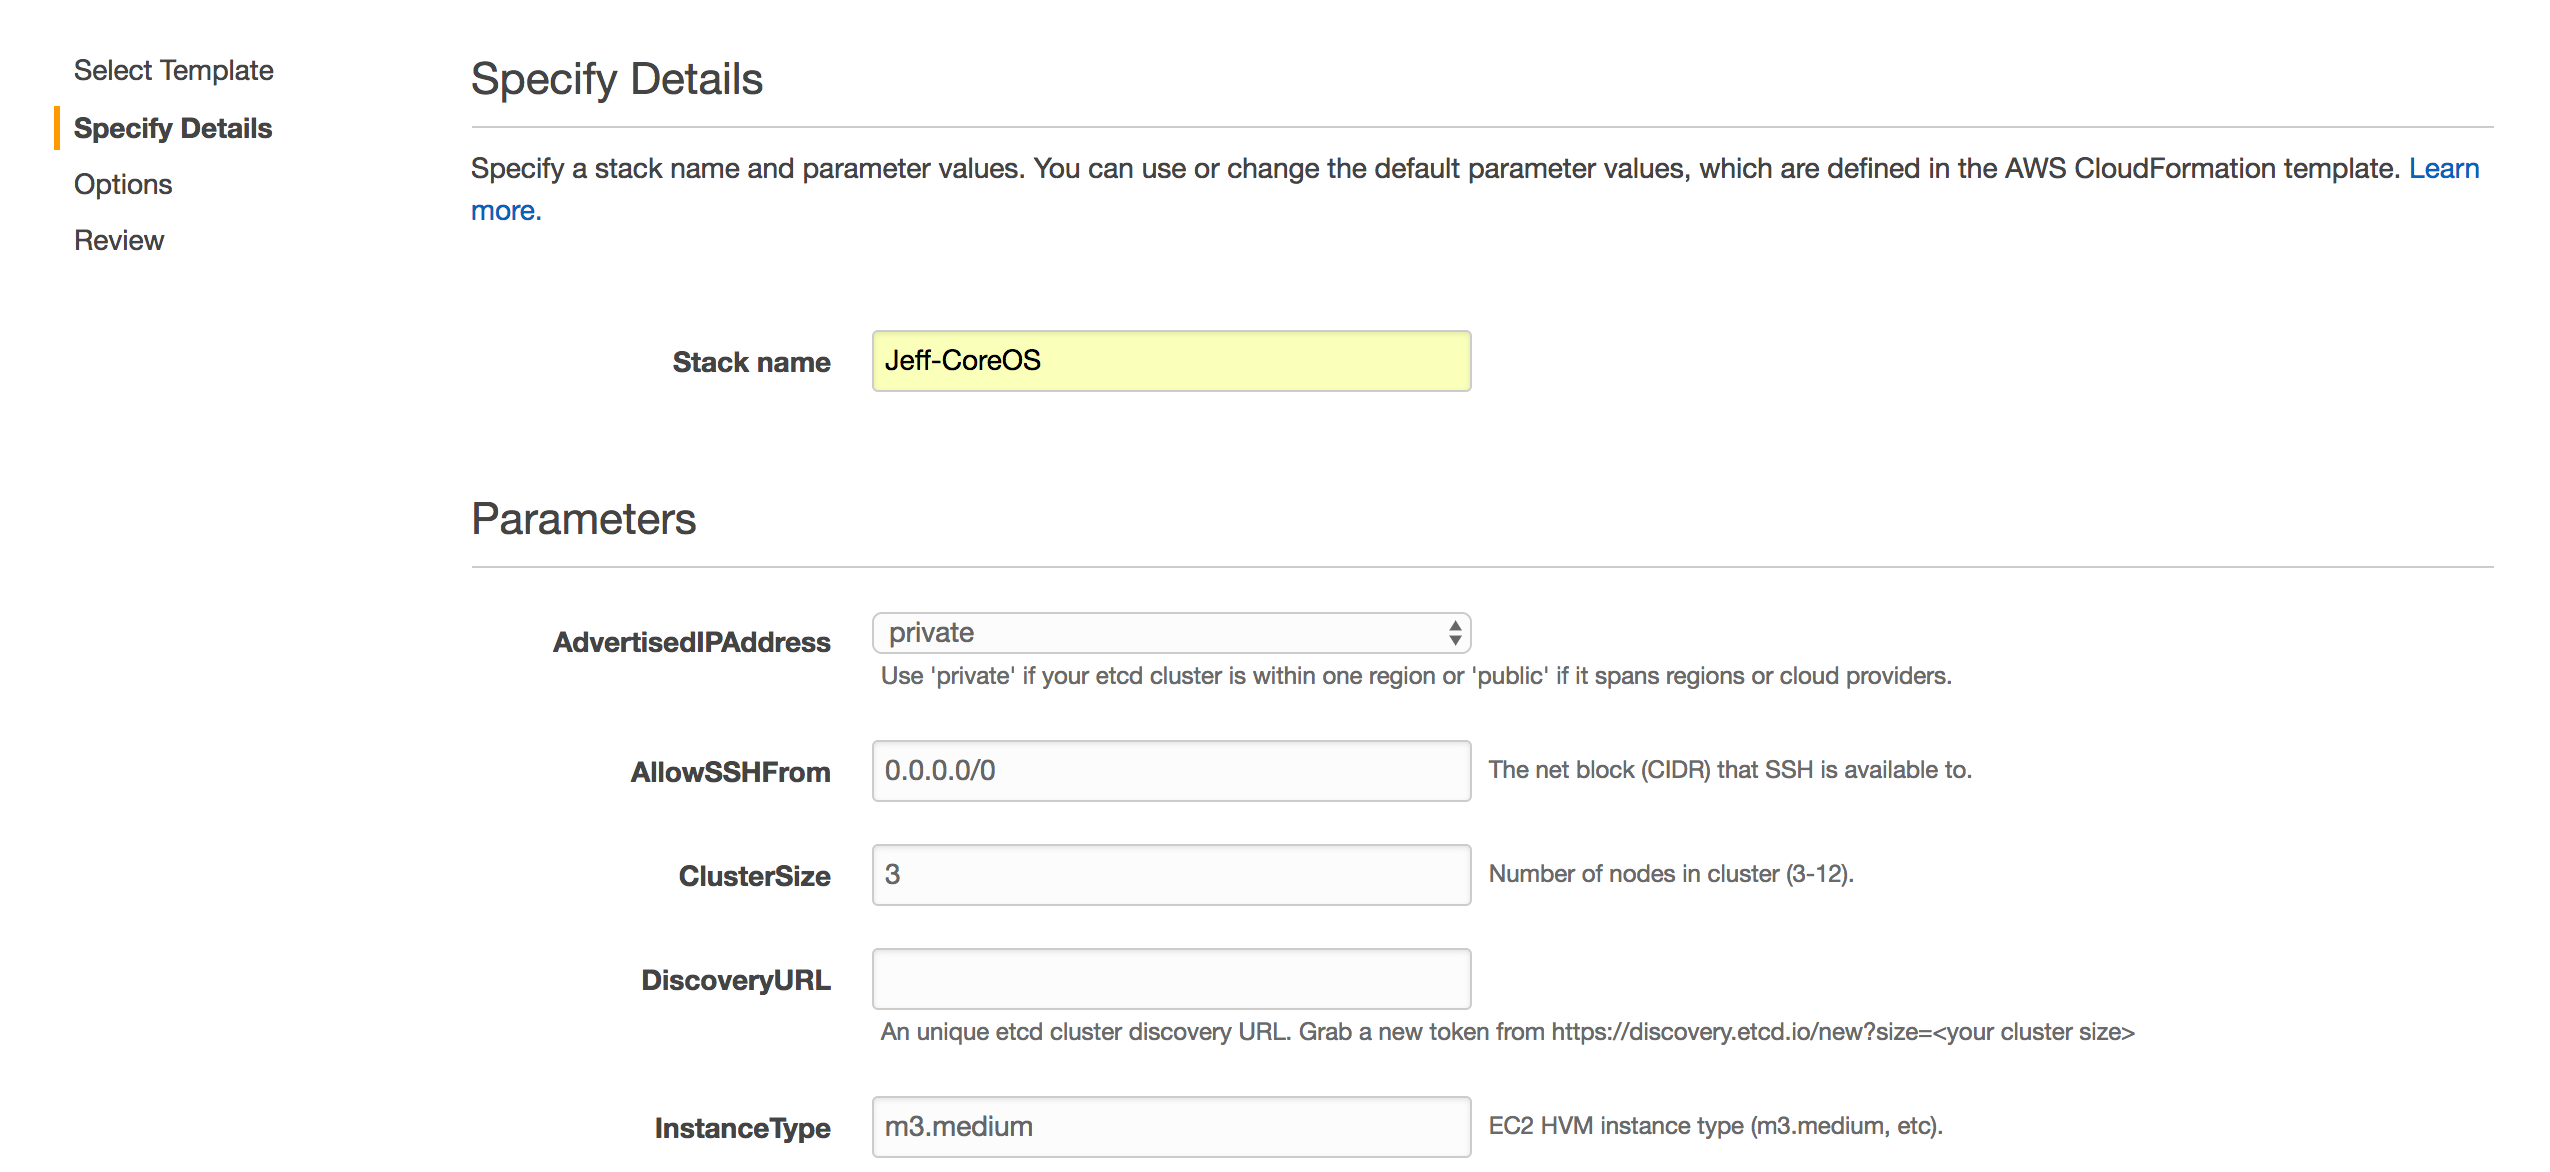 Select Template
Specify Details
Options
Review
Specify Details
Specify a stack name and parameter values. You can use or change the default parameter values, which are defined in the AWS CloudFormation template. Learn
more.
Stack name
Jeff-CoreOS
Parameters
AdvertisedIPAddress
private
Use 'private' if your etcd cluster is within one region or 'public' if it spans regions or cloud providers.
AllowSSHFrom
0.0.0.0/0
The net block (CIDR) that SSH is available to.
ClusterSize
3
Number of nodes in cluster (3-12).
DiscoveryURL
An unique etcd cluster discovery URL. Grab a new token from https://discovery.etcd.io/new?size=<your cluster size>
InstanceType
m3.medium
EC2 HVM instance type (m3.medium, etc).